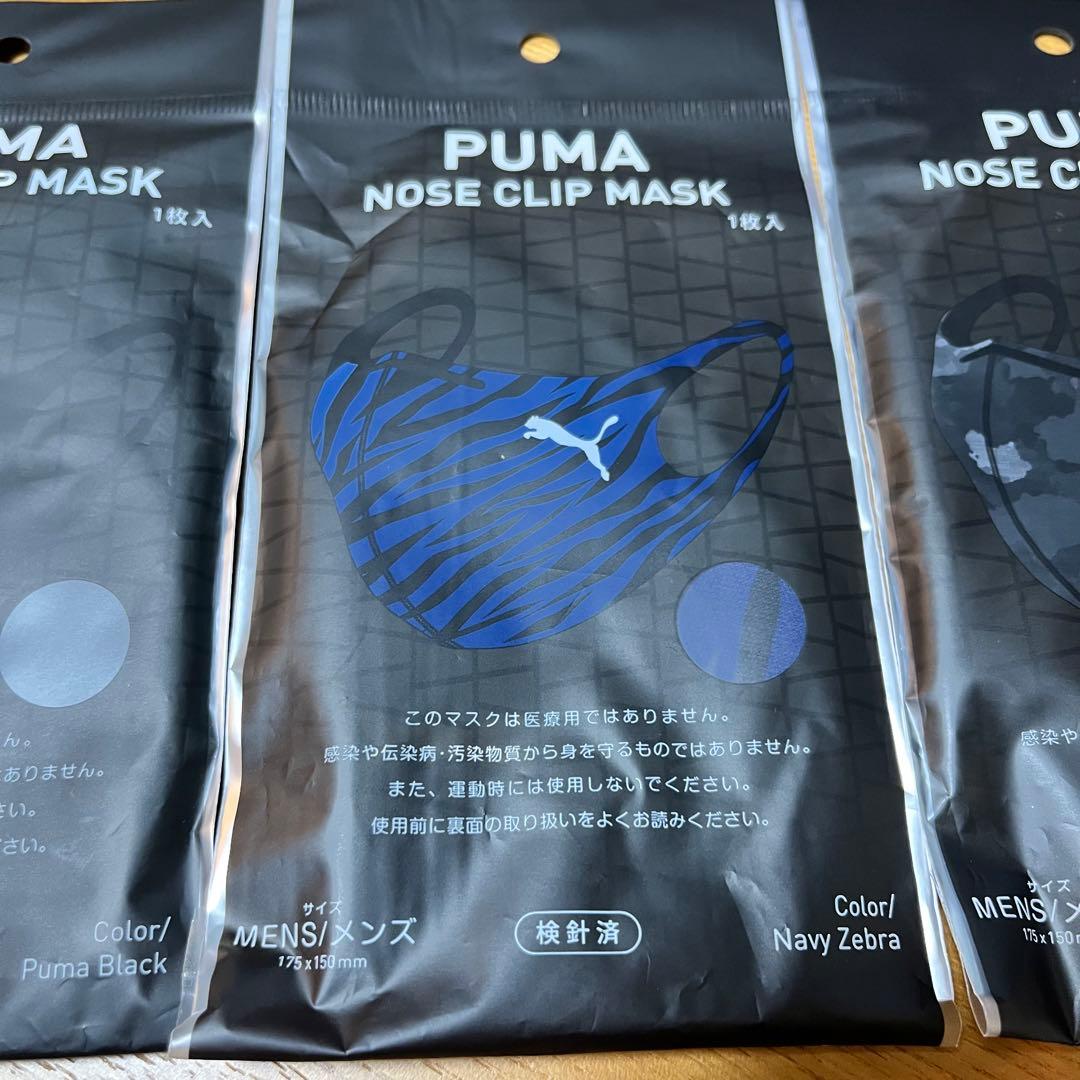 MA
P MASK
1枚入
ん。
はありません。
さい。
ださい。
Color/
Puma Black
PUMA
NOSE CLIP MASK
1枚入
このマスクは医療用ではありません。
感染や伝染病・汚染物質から身を守るものではありません。
また、運動時には使用しないでください。
使用前に裏面の取り扱いをよくお読みください。
サイズ
MENS/メンズ
175x150mm
検針済
Color/
Navy Zebra
PU
NOSE C
感染や
サイズ
MENS/メ
175x150m